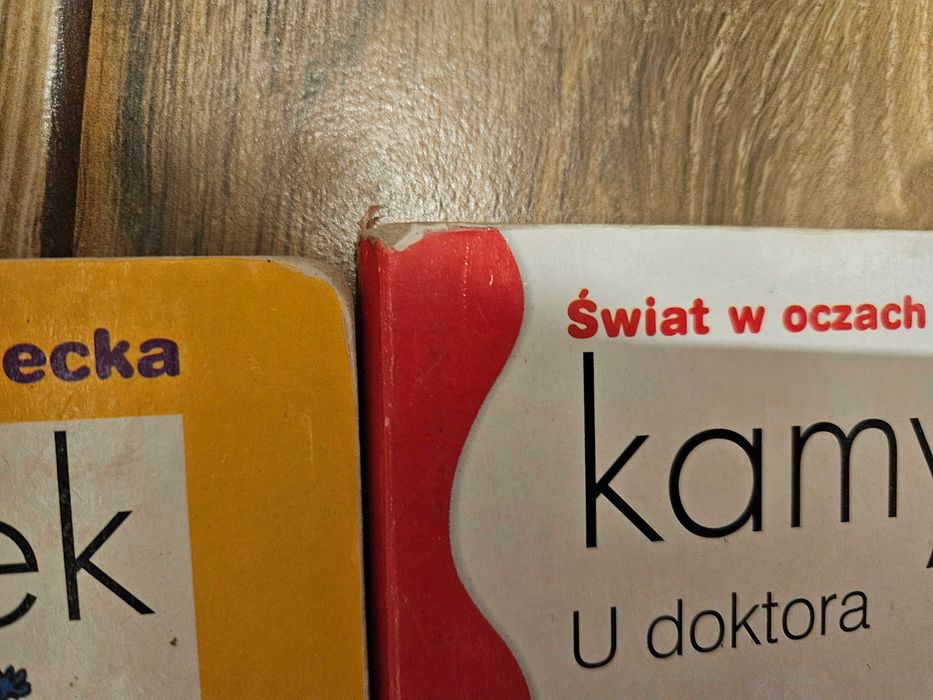 ecka
ek
Świat w oczach
kamy
U doktora